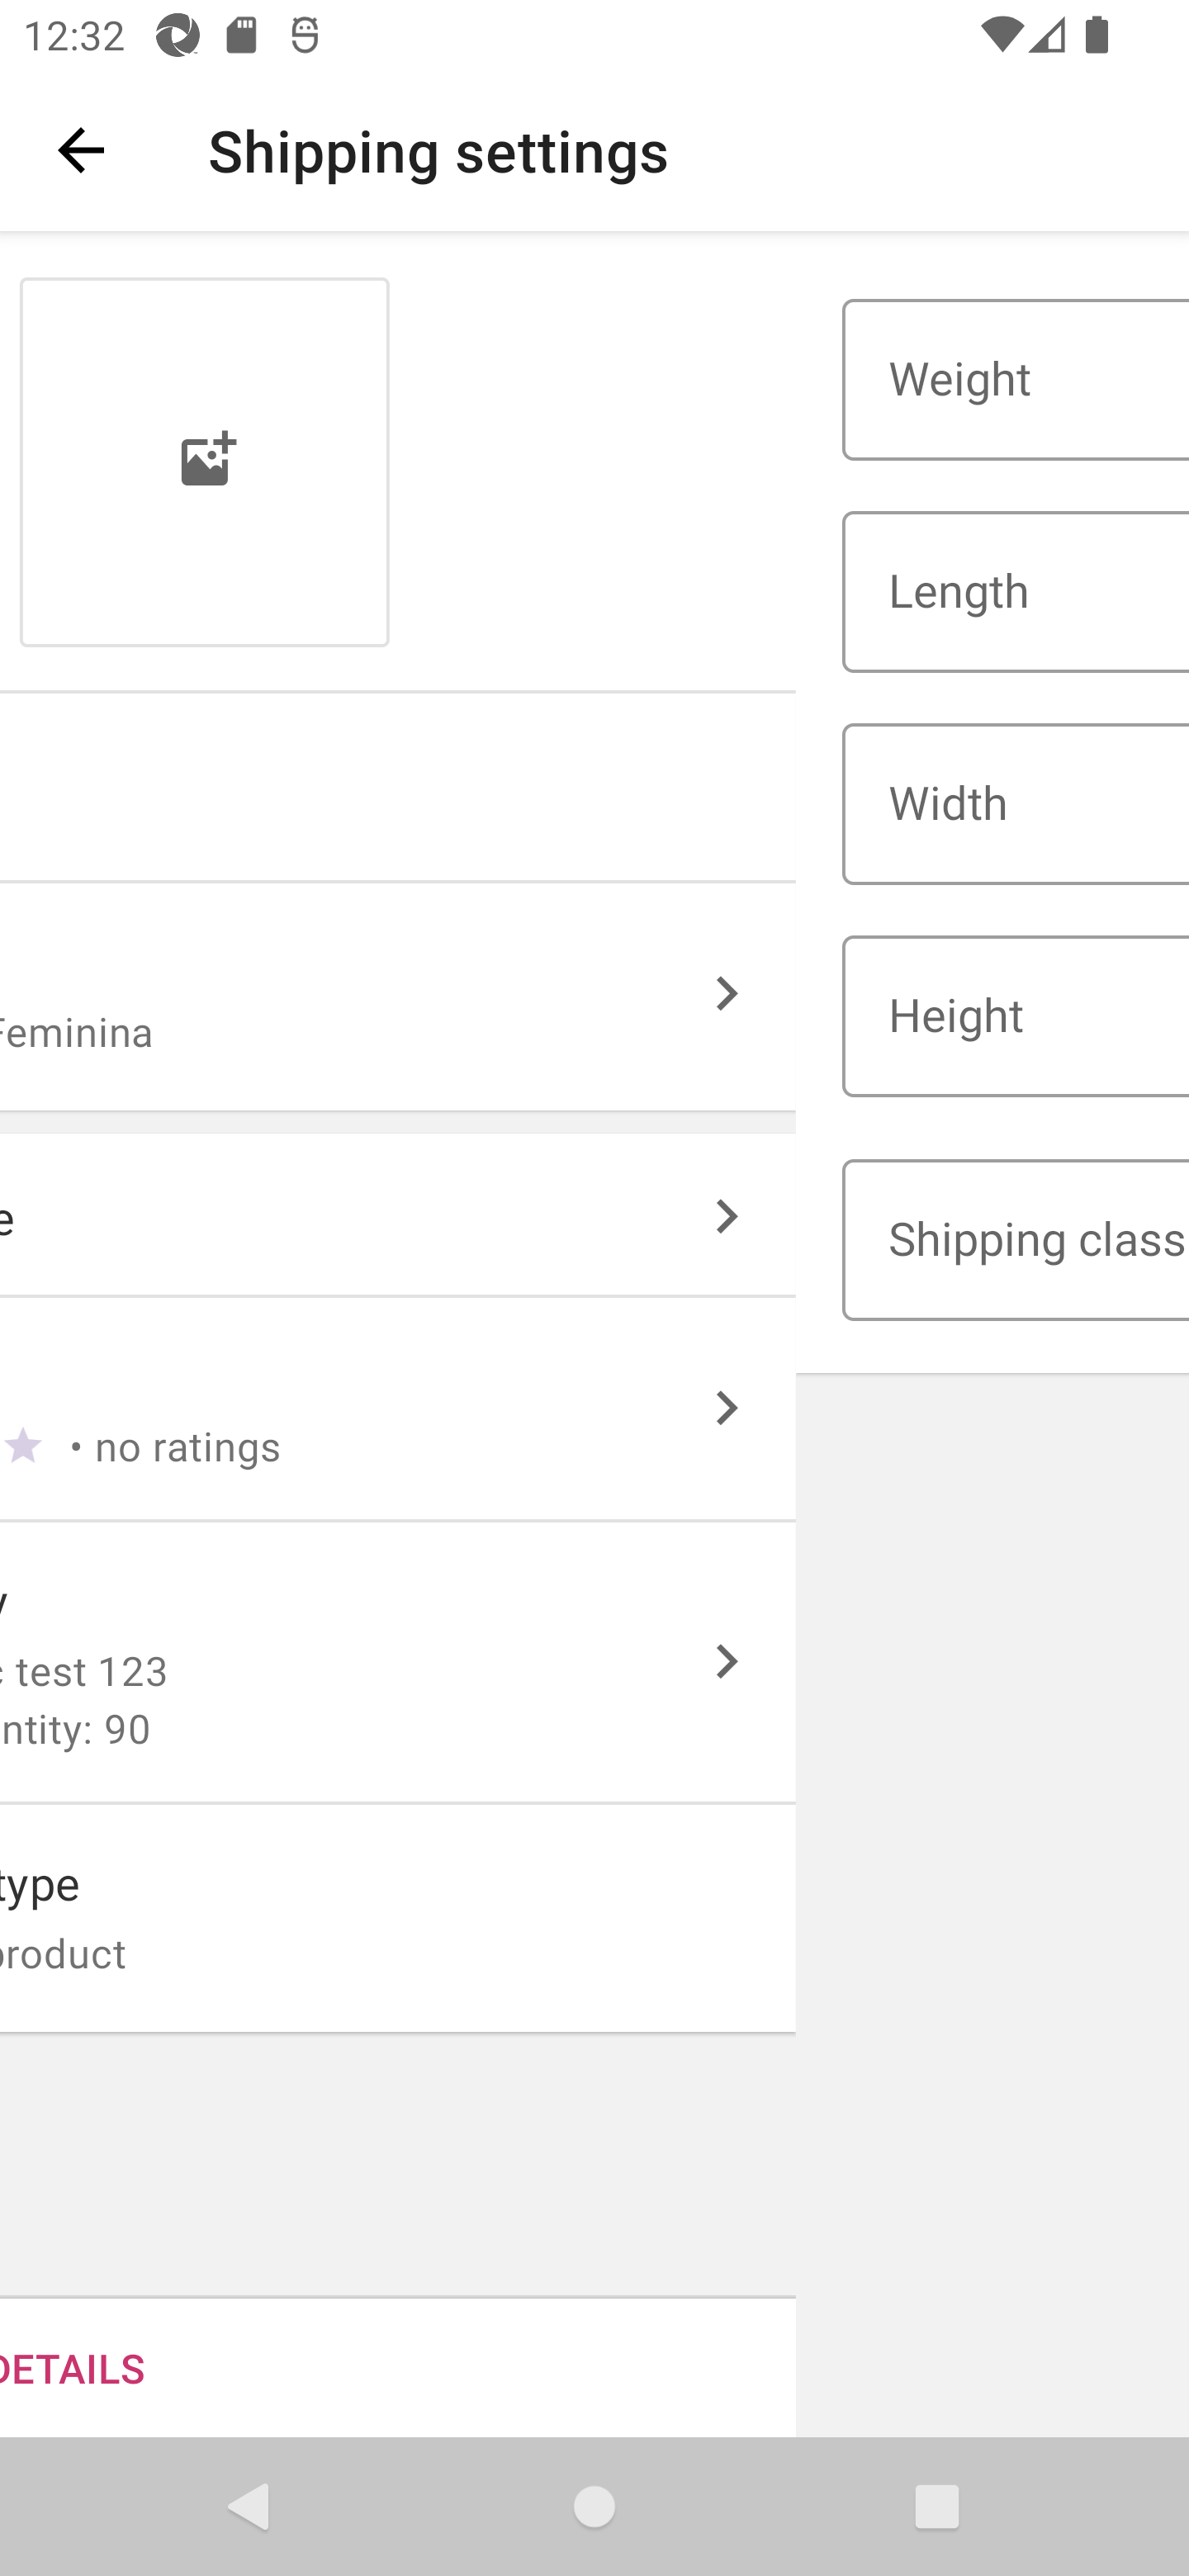 12:32
Shipping settings
Weight
Length
Width
Feminina
Height
e
Shipping class
• no ratings
y
test 123
ntity: 90
type
product
DETAILS